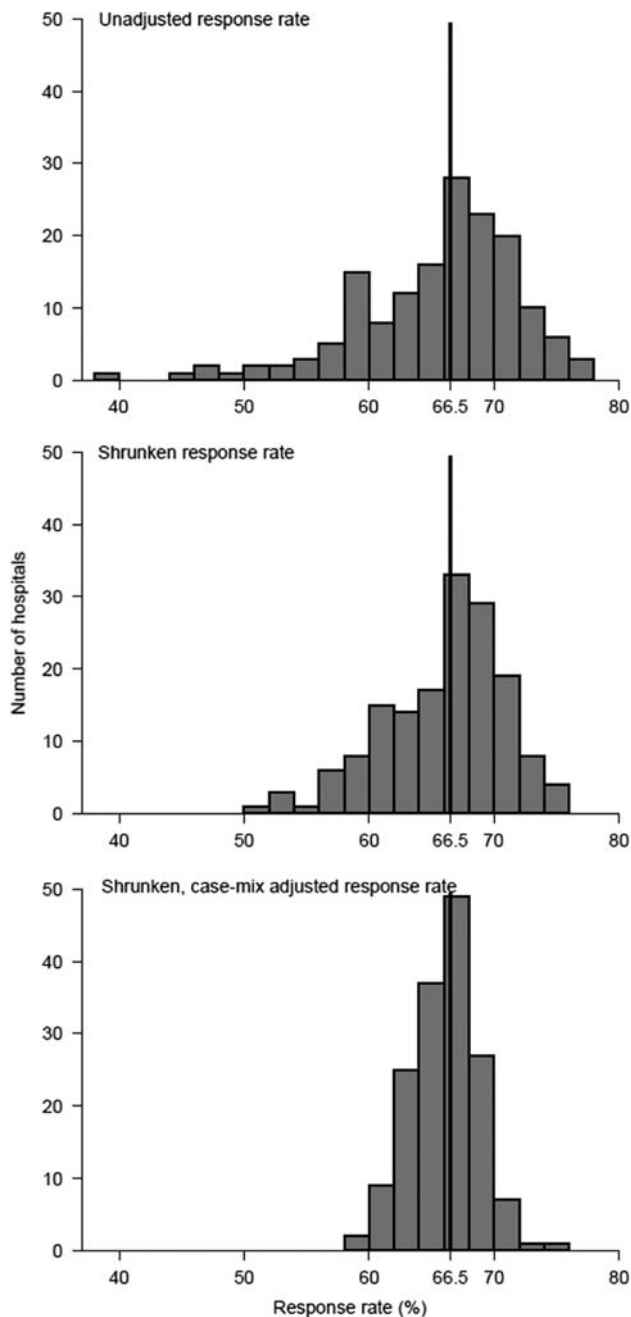 Unadjusted response rate
50
40
30
20
10
0
40 50 60 66.5 70 80
Shrunken response rate
50
40
30
20
10
0
40 50 60 66.5 70 80
Number of hospitals
Shrunken, case-mix adjusted response rate
50
40
30
20
10
0
40 50 60 66.5 70 80
Response rate (%)